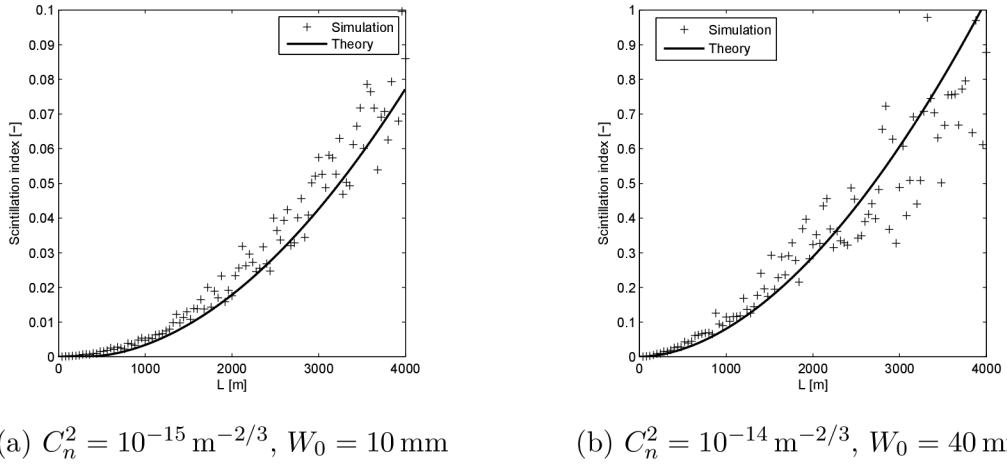 0.1
0.09
0.08
0.07
0.06
0.05
0.04
0.03
0.02
0.01
0
0 1000 2000 3000 4000
Scintillation index [−]
L [m]
Simulation
Theory
1
0.9
0.8
0.7
0.6
0.5
0.4
0.3
0.2
0.1
0
0 1000 2000 3000 4000
Scintillation index [−]
L [m]
Simulation
Theory
a) $C_n^2 = 10^{-15}\,\mathrm{m}^{-2/3}$, $W_0 = 10\,\mathrm{mm}$
(b) $C_n^2 = 10^{-14}\,\mathrm{m}^{-2/3}$, $W_0 = 40\,\mathrm{m}$